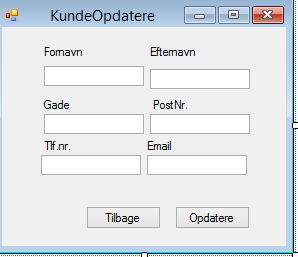 KundeOpdatere
Fornavn Efternavn
Gade PostNr.
Tlf.nr. Email
Tilbage Opdatere